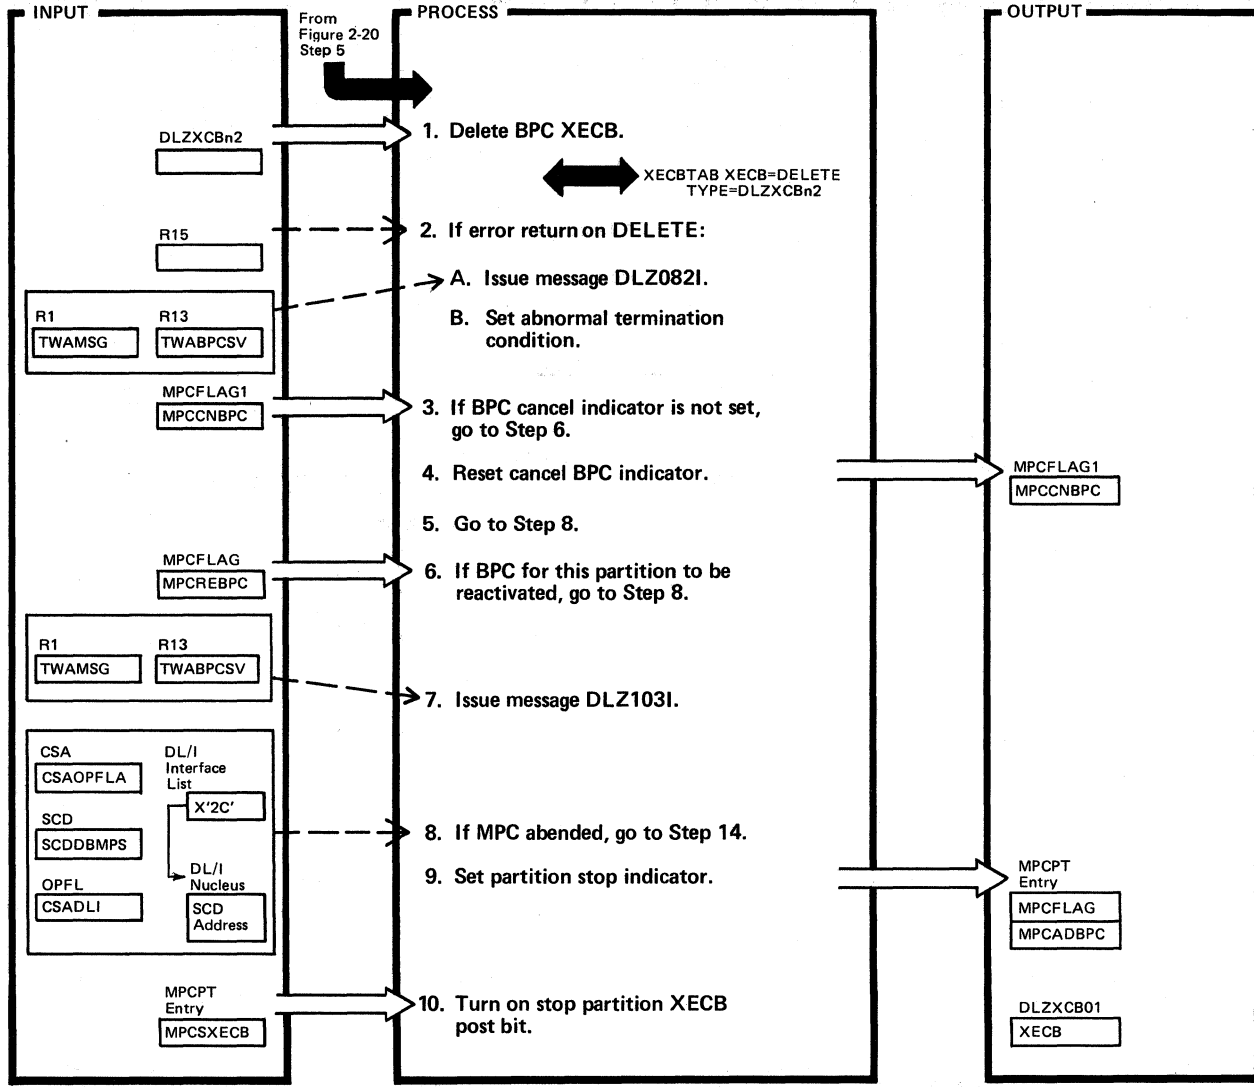 INPUT
From
Figure 2-20
Step 5
PROCESS
OUTPUT
DLZXCBn2
1. Delete BPC XECB.
XECBTAB XECB=DELETE
TYPE=DLZXCBn2
R15
2. If error return on DELETE:
A. Issue message DLZ082I.
R1
R13
TWAMSG
TWABPCSV
B. Set abnormal termination
condition.
MPCFLAG1
MPCCNBPC
3. If BPC cancel indicator is not set,
go to Step 6.
4. Reset cancel BPC indicator.
MPCFLAG1
MPCCNBPC
5. Go to Step 8.
MPCFLAG
MPCREBPC
6. If BPC for this partition to be
reactivated, go to Step 8.
R1
R13
TWAMSG
TWABPCSV
7. Issue message DLZ103I.
CSA
CSAOPFLA
DL/I
Interface
List
X'2C'
SCD
SCDDBMPS
8. If MPC abended, go to Step 14.
OPFL
CSADLI
DL/I
Nucleus
SCD
Address
9. Set partition stop indicator.
MPCPT
Entry
MPCFLAG
MPCADBPC
MPCPT
Entry
MPCSXECB
10. Turn on stop partition XECB
post bit.
DLZXCB01
XECB